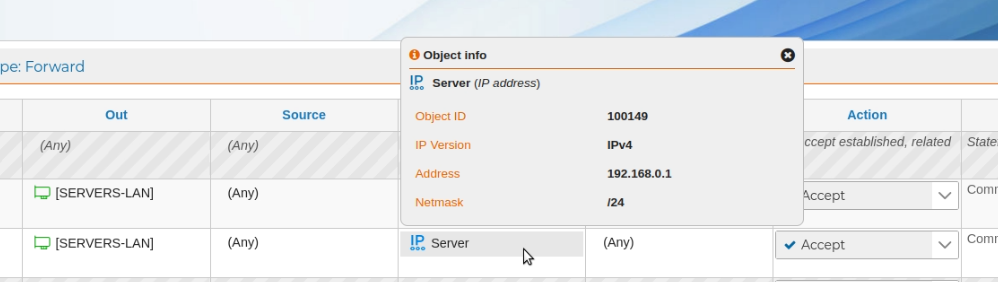 pe: Forward
Object info
Server (IP address)
Object ID 100149
IP Version IPv4
Address 192.168.0.1
Netmask /24
Out Source Action
(Any) (Any) ccept established, related State
[SERVERS-LAN] (Any) Accept Comm
[SERVERS-LAN] (Any) IP Server (Any) Accept Comm